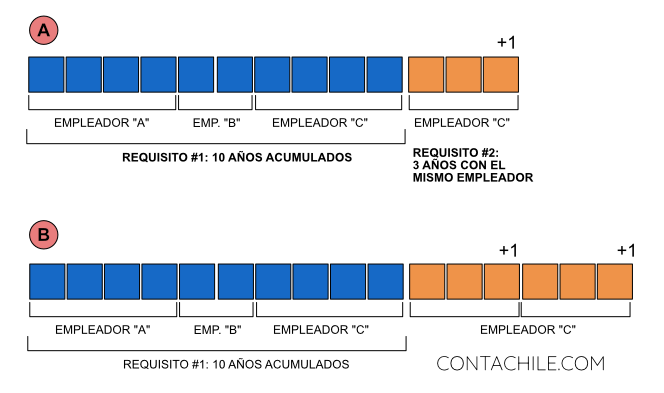 A
+1
EMPLEADOR "A"
EMP. "B"
EMPLEADOR "C"
EMPLEADOR "C"
REQUISITO #1: 10 AÑOS ACUMULADOS
REQUISITO #2:
3 AÑOS CON EL
MISMO EMPLEADOR
B
+1
+1
EMPLEADOR "A"
EMP. "B"
EMPLEADOR "C"
EMPLEADOR "C"
REQUISITO #1: 10 AÑOS ACUMULADOS
CONTACHILE.COM